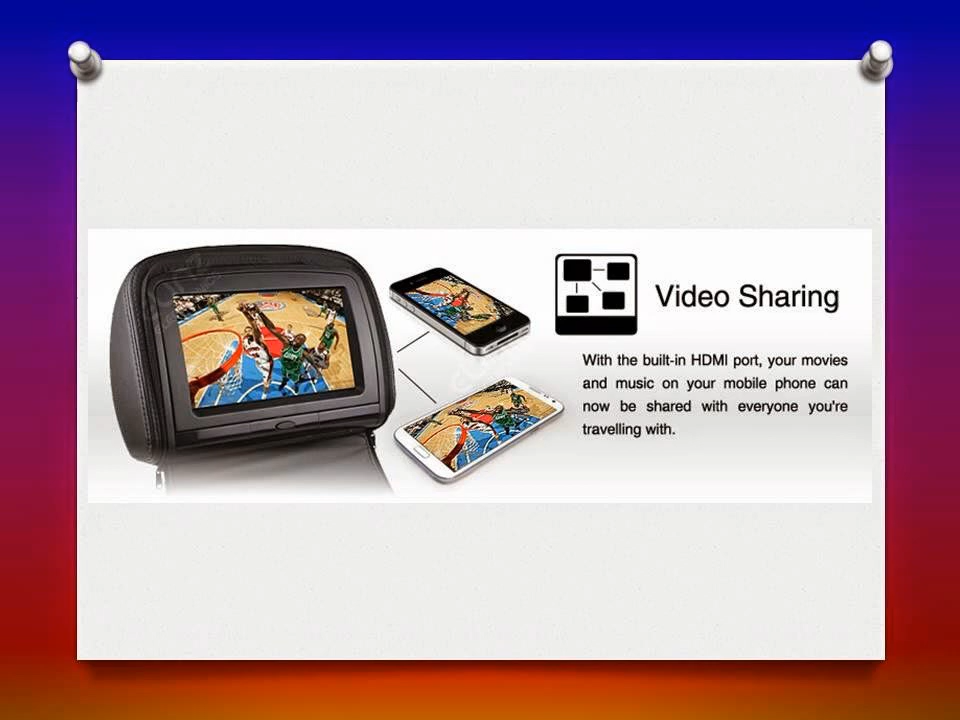 Video Sharing
With the built-in HDMI port, your movies
and music on your mobile phone can
now be shared with everyone you're
travelling with.